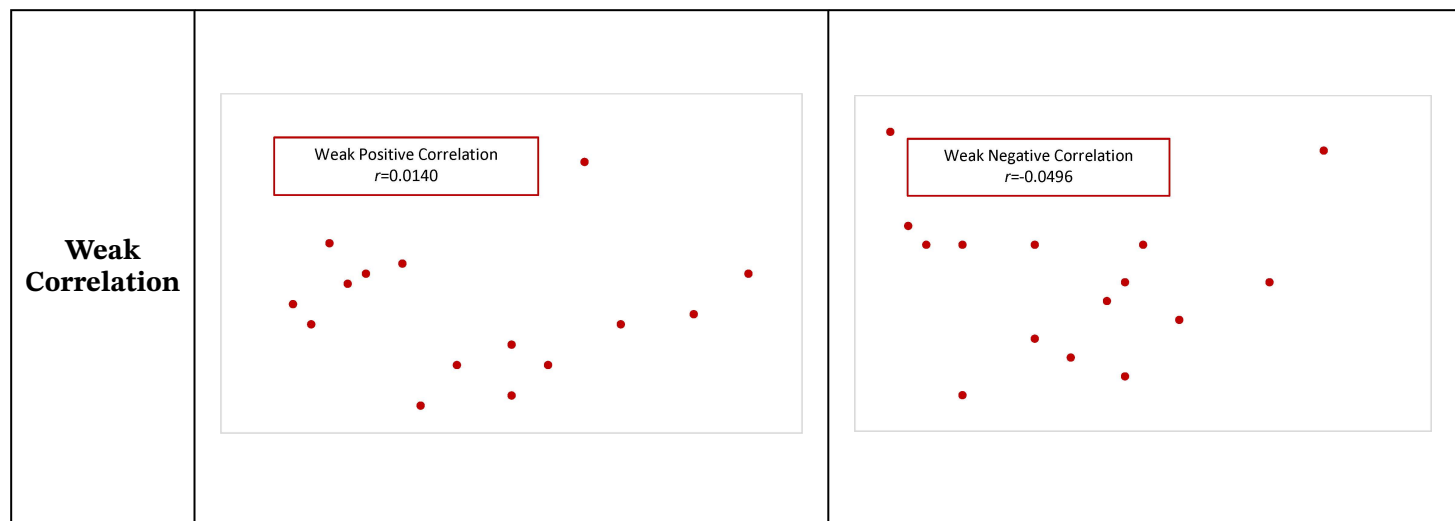 Weak
Correlation
Weak Positive Correlation
r=0.0140
Weak Negative Correlation
r=-0.0496